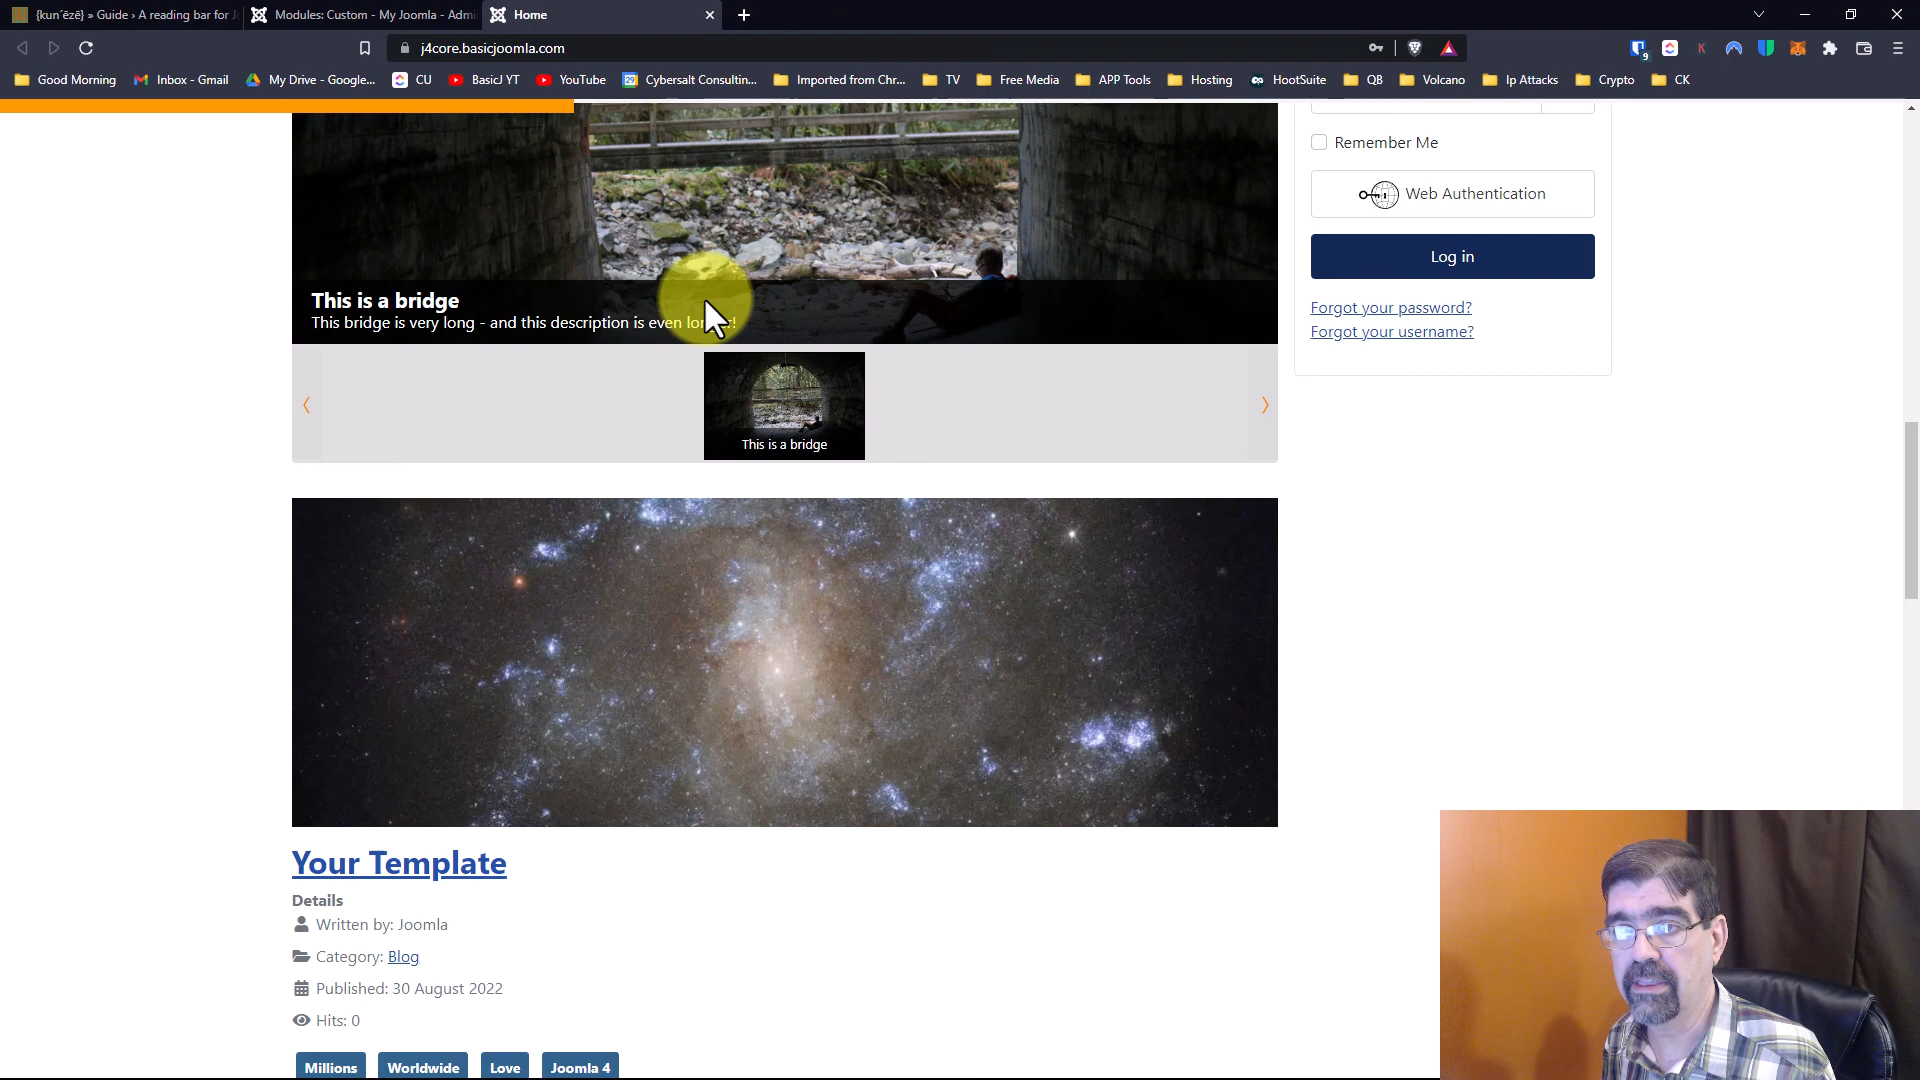 {kun´ēzē} » Guide › A reading bar for J
Modules: Custom - My Joomla - Admi
Home
j4core.basicjoomla.com
9
Good Morning
Inbox - Gmail
My Drive - Google...
CU
BasicJ YT
YouTube
29
Cybersalt Consultin...
Imported from Chr...
TV
Free Media
APP Tools
Hosting
HootSuite
QB
Volcano
Ip Attacks
Crypto
CK
This is a bridge
This bridge is very long - and this description is even
This is a bridge
Remember Me
Web Authentication
Log in
Forgot your password?
Forgot your username?
Your Template
Details
Written by: Joomla
Category: Blog
Published: 30 August 2022
Hits: 0
Millions
Worldwide
Love
Joomla 4